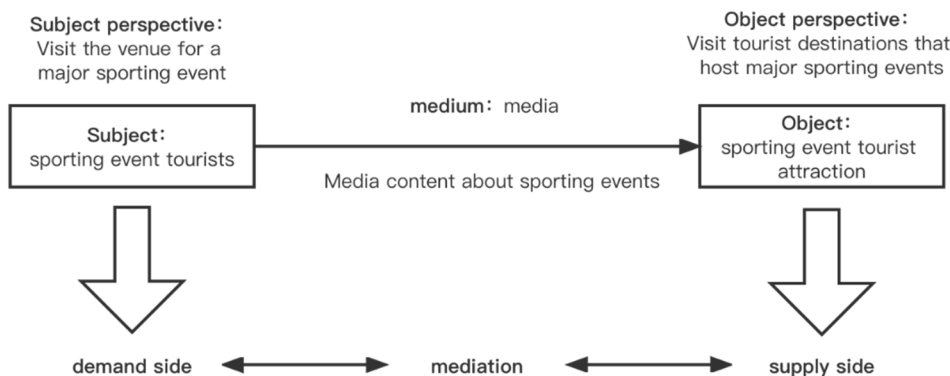 Subject perspective：
Visit the venue for a
major sporting event
Object perspective：
Visit tourist destinations that
host major sporting events
medium：media
Subject：
sporting event tourists
Object：
sporting event tourist
attraction
Media content about sporting events
demand side
mediation
supply side